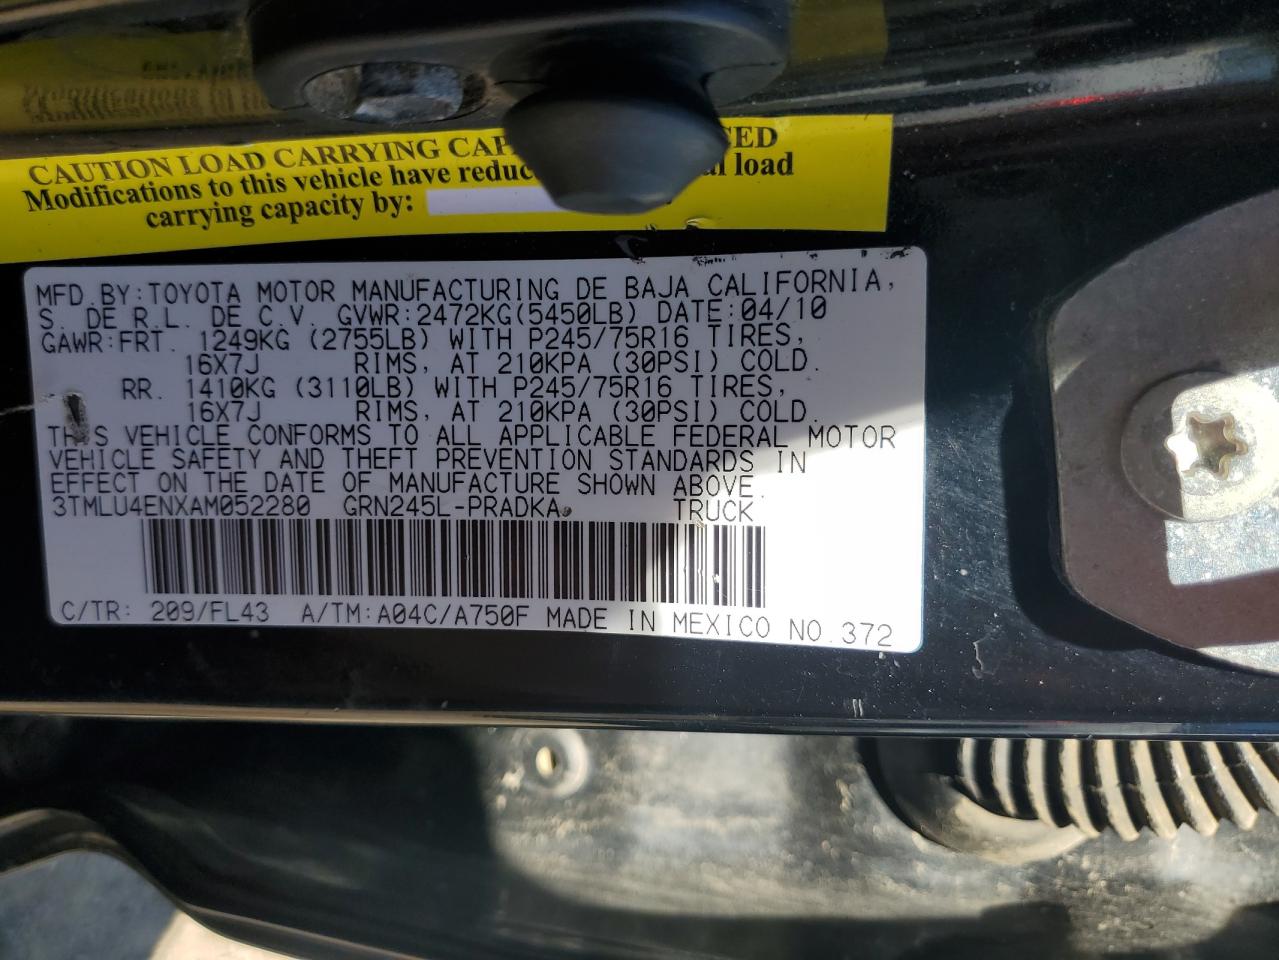 CAUTION LOAD CARRYING
Modifications to this vehicle have load
carrying capacity by:
MFD. BY: TOYOTA MOTOR MANUFACTURING DE BAJA CALIFORNIA,
S. DE R.L. DE C.V. GVWR:2472KG(5450LB) DATE:04/10
GAWR:FRT. 1249KG (2755LB) WITH P245/75R16 TIRES,
16X7J RIMS, AT 210KPA (30PSI) COLD.
RR. 1410KG (3110LB) WITH P245/75R16 TIRES,
16X7J RIMS, AT 210KPA (30PSI) COLD.
THIS VEHICLE CONFORMS TO ALL APPLICABLE FEDERAL MOTOR
VEHICLE SAFETY AND THEFT PREVENTION STANDARDS IN
EFFECT ON THE DATE OF MANUFACTURE SHOWN ABOVE.
3TMLU4ENXAM052280 GRN245L-PRADKA TRUCK
C/TR: 209/FL43 A/TM:A04C/A750F MADE IN MEXICO NO.372